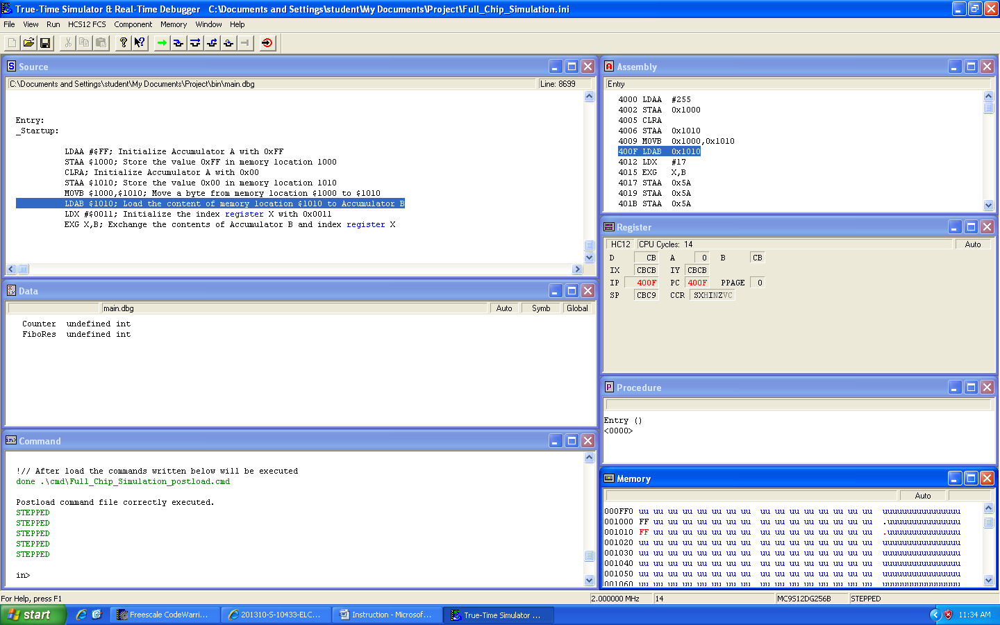 True-Time Simulator & Real-Time Debugger   C:\Documents and Settings\student\My Documents\Project\Full_Chip_Simulation.ini
File View Run HCS12 FCS Component Memory Window Help
Source
C:\Documents and Settings\student\My Documents\Project\bin\main.dbg Line: 8699
Entry:
_Startup:
LDAA #$FF; Initialize Accumulator A with 0xFF
STAA $1000; Store the value 0xFF in memory location 1000
CLRA; Initialize Accumulator A with 0x00
STAA $1010; Store the value 0x00 in memory location 1010
MOVB $1000,$1010; Move a byte from memory location $1000 to $1010
LDAB $1010; Load the content of memory location $1010 to Accumulator B
LDX #$0011; Initialize the index register X with 0x0011
EXG X,B; Exchange the contents of Accumulator B and index register X
Assembly
Entry
4000 LDAA #255
4002 STAA 0x1000
4005 CLRA
4006 STAA 0x1010
4009 MOVB 0x1000,0x1010
400F LDAB 0x1010
4012 LDX #17
4015 EXG X,B
4017 STAA 0x5A
4019 STAA 0x5A
401B STAA 0x5A
Register
HC12 CPU Cycles: 14 Auto
D CB A 0 B CB
IX CBCB IY CBCB
IP 400F PC 400F PPAGE 0
SP CBC9 CCR SXHINZVC
Data
main.dbg Auto Symb Global
Counter undefined int
FiboRes undefined int
Procedure
Entry ()
<0000>
Command
!// After load the commands written below will be executed
done .\cmd\Full_Chip_Simulation_postload.cmd
Postload command file correctly executed.
STEPPED
STEPPED
STEPPED
STEPPED
STEPPED
in>
Memory
Auto
000FF0 uu uu uu uu uu uu uu uu uu uu uu uu uu uu uu uu uuuuuuuuuuuuuuuu
001000 FF uu uu uu uu uu uu uu uu uu uu uu uu uu uu uu .uuuuuuuuuuuuuuu
001010 FF uu uu uu uu uu uu uu uu uu uu uu uu uu uu uu .uuuuuuuuuuuuuuu
001020 uu uu uu uu uu uu uu uu uu uu uu uu uu uu uu uu uuuuuuuuuuuuuuuu
001030 uu uu uu uu uu uu uu uu uu uu uu uu uu uu uu uu uuuuuuuuuuuuuuuu
001040 uu uu uu uu uu uu uu uu uu uu uu uu uu uu uu uu uuuuuuuuuuuuuuuu
001050 uu uu uu uu uu uu uu uu uu uu uu uu uu uu uu uu uuuuuuuuuuuuuuuu
001060 uu uu uu uu uu uu uu uu uu uu uu uu uu uu uu uu uuuuuuuuuuuuuuuu
For Help, press F1 2.000000 MHz 14 MC9S12DG256B STEPPED
start Freescale CodeWarri... 201310-S-10433-ELC... Instruction - Microsof... True-Time Simulator ... 11:34 AM